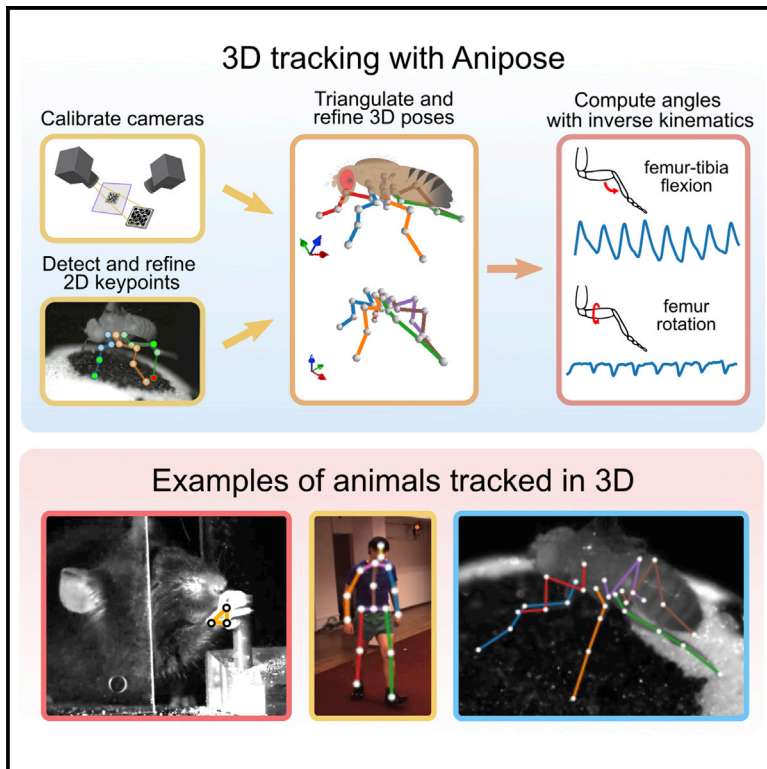 3D tracking with Anipose
Calibrate cameras
Detect and refine
2D keypoints
Triangulate and
refine 3D poses
Compute angles
with inverse kinematics
femur-tibia
flexion
femur
rotation
Examples of animals tracked in 3D